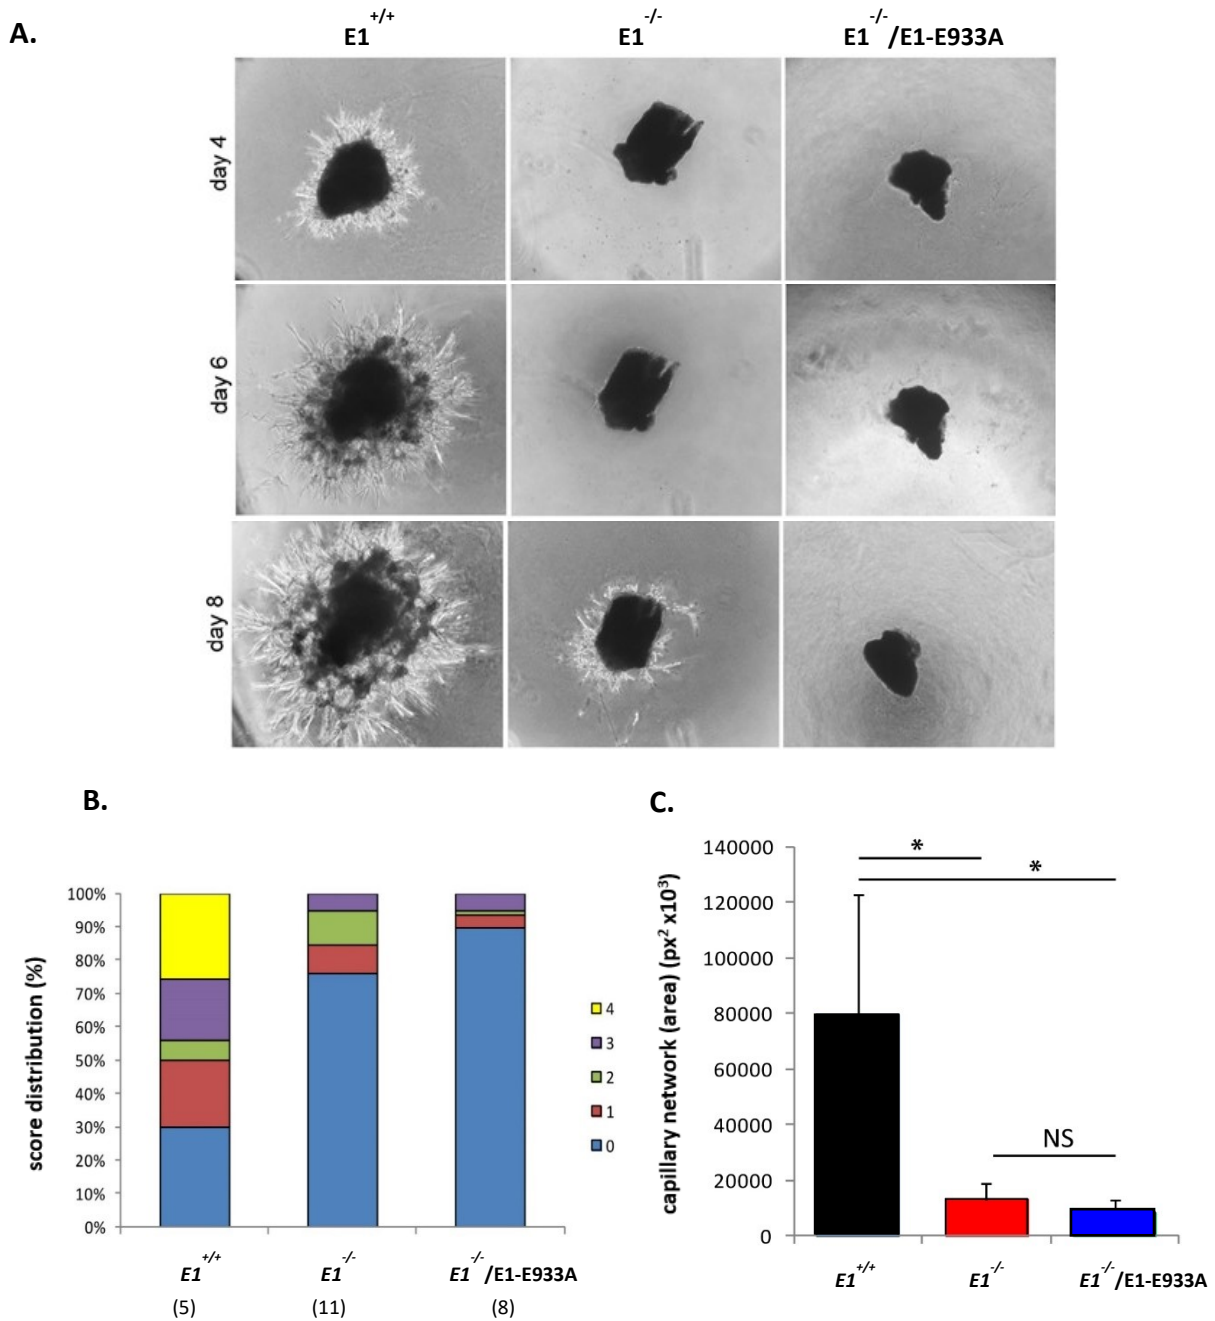 A.
E1+/+ E1-/- E1-/-/E1-E933A
day 4
day 6
day 8
B.
score distribution (%)
100%
90%
80%
70%
60%
50%
40%
30%
20%
10%
0%
4
3
2
1
0
E1+/+ E1-/- E1-/-/E1-E933A
(5) (11) (8)
C.
capillary network (area) (px2 x103)
140000
120000
100000
80000
60000
40000
20000
0
*
*
NS
E1+/+ E1-/- E1-/-/E1-E933A